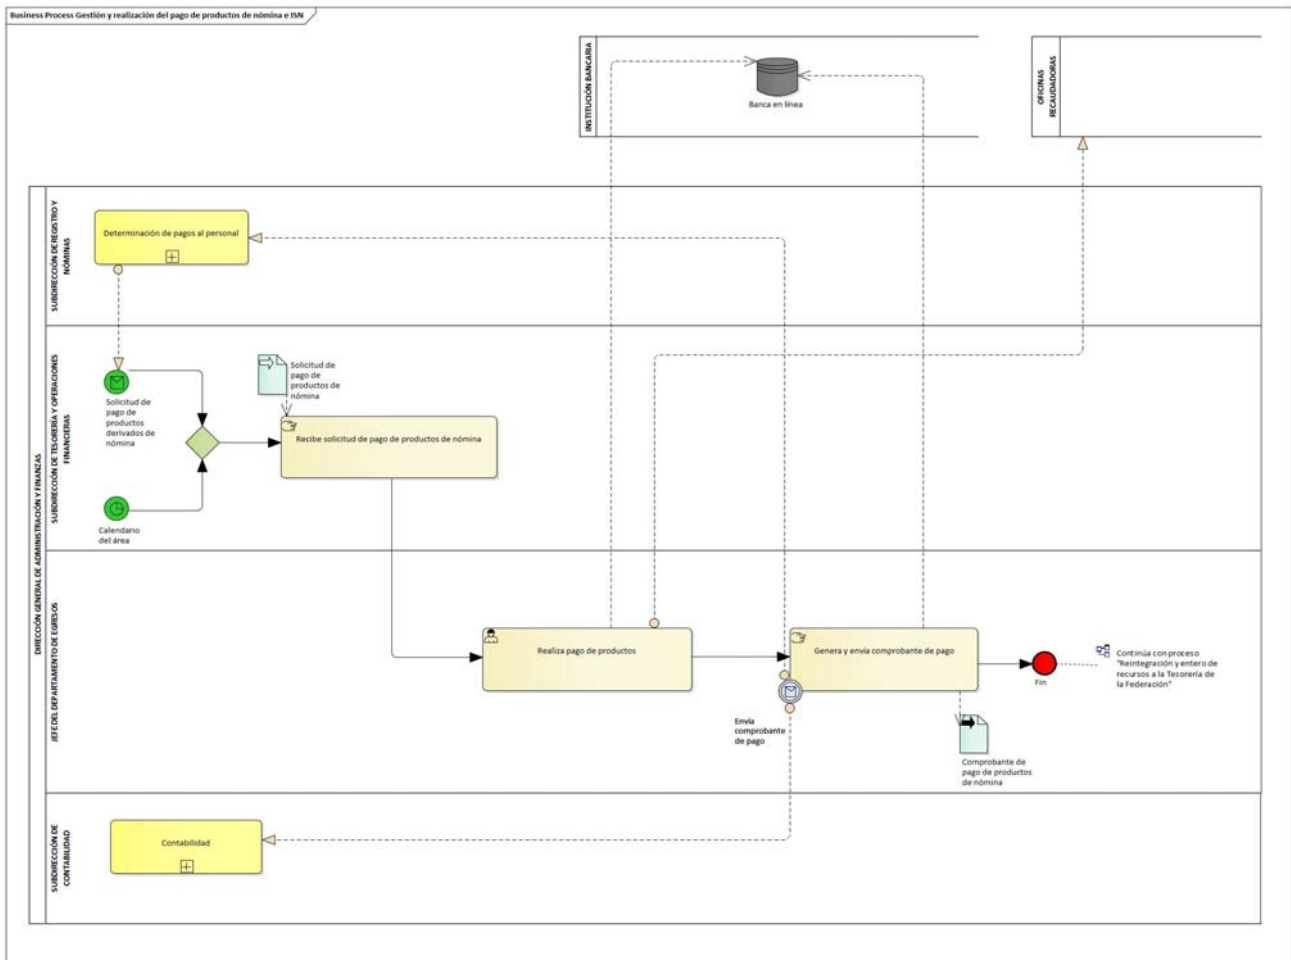 Business Process Gestión y realización del pago de productos de nómina e ISN
INSTITUCIÓN BANCARIA
Banca en línea
OFICINAS
RECAUDADORAS
DIRECCIÓN GENERAL DE ADMINISTRACIÓN Y FINANZAS
SUBDIRECCIÓN DE REGISTRO Y
NÓMINAS
Determinación de pagos al personal
SUBDIRECCIÓN DE TESORERÍA Y OPERACIONES
FINANCIERAS
Solicitud de
pago de
productos
derivados de
nómina
Solicitud de
pago de
productos de
nómina
Recibe solicitud de pago de productos de nómina
Calendario
del área
JEFE DEL DEPARTAMENTO DE EGRESOS
Realiza pago de productos
Genera y envía comprobante de pago
Envía
comprobante
de pago
Fin
Continúa con proceso
"Reintegración y entero de
recursos a la Tesorería de
la Federación"
Comprobante de
pago de productos
de nómina
SUBDIRECCIÓN DE
CONTABILIDAD
Contabilidad